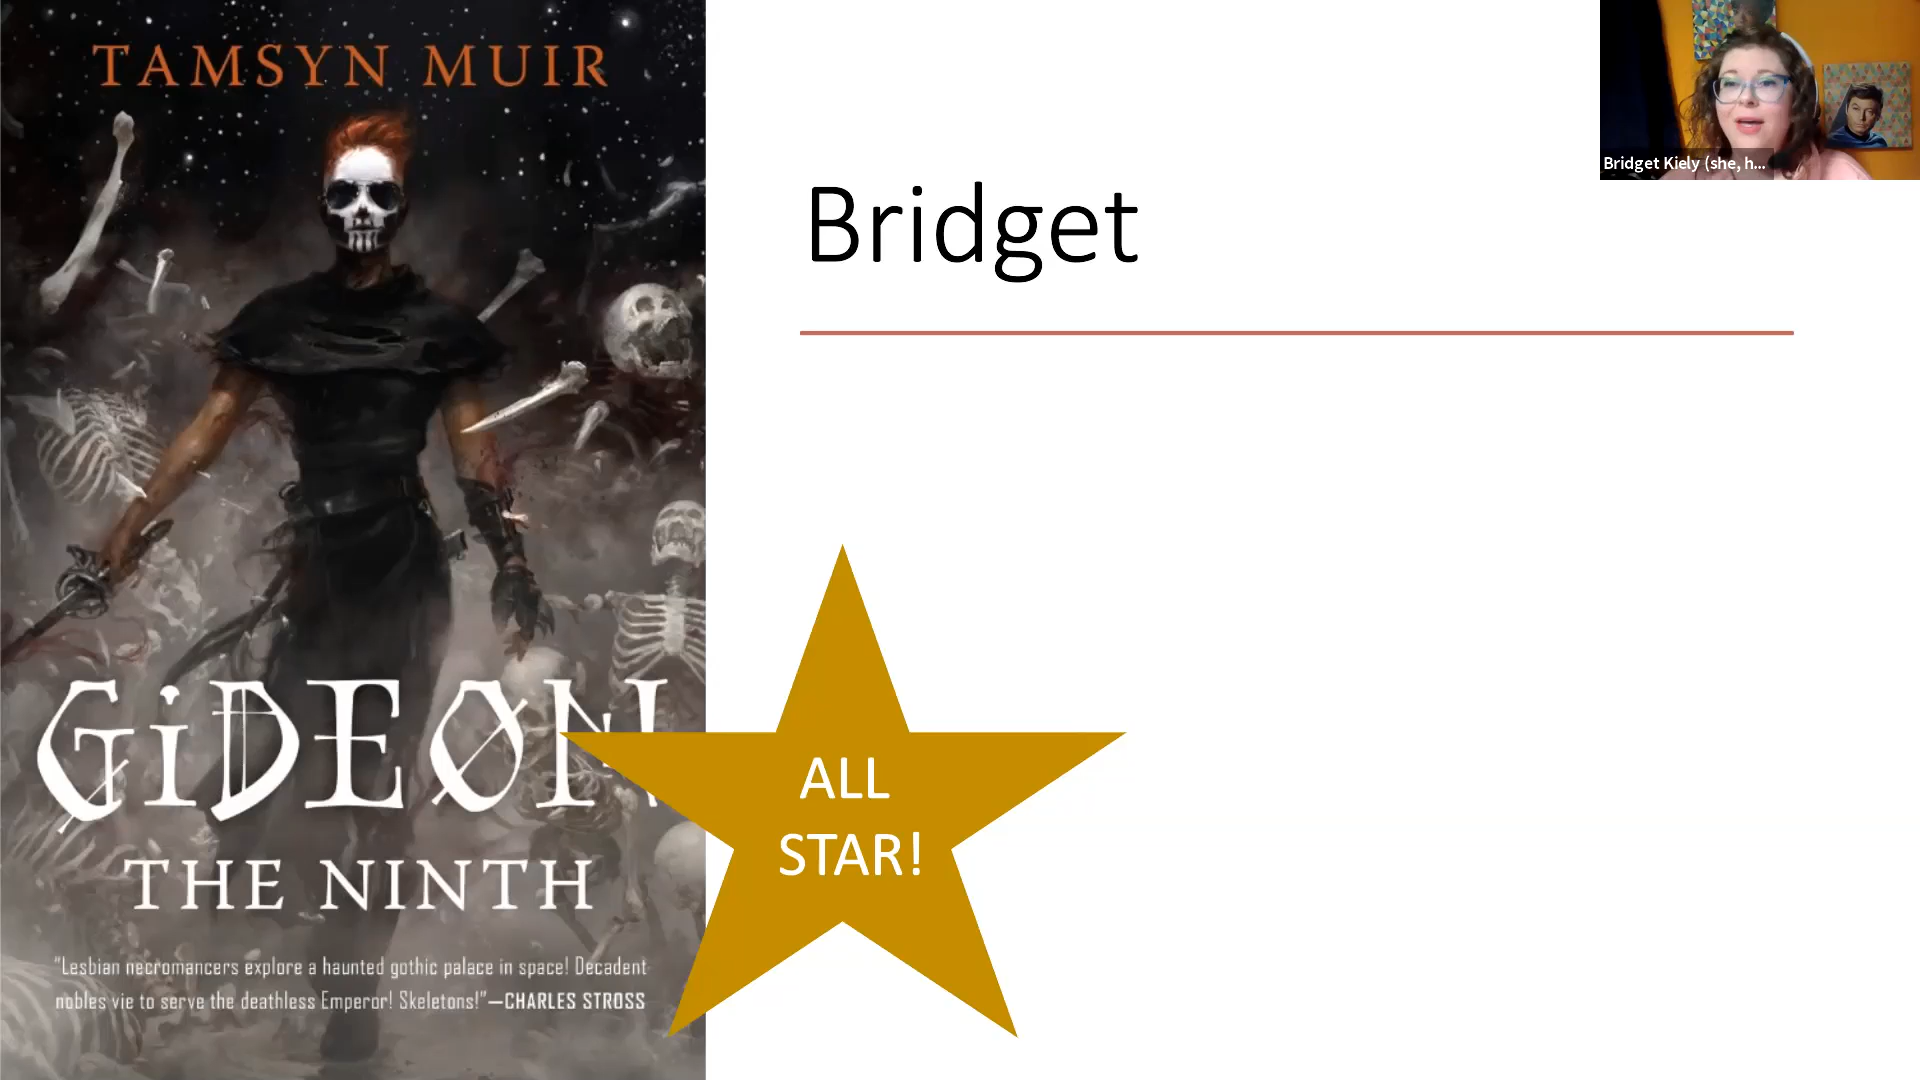 TAMSYN MUIR
GiDEON
THE NINTH
"Lesbian necromancers explore a haunted gothic palace in space! Decadent
nobles vie to serve the deathless Emperor! Skeletons!"—CHARLES STROSS
Bridget
ALL
STAR!
Bridget Kiely (she, h...